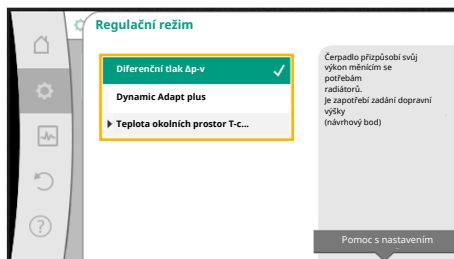 Regulační režim
Diferenční tlak Δp-v
Dynamic Adapt plus
Teplota okolních prostor T-c...
Čerpadlo přizpůsobí svůj
výkon měnícím se
potřebám
radiátorů.
Je zapotřebí zadání dopravní
výšky
(návrhový bod)
Pomoc s nastavením